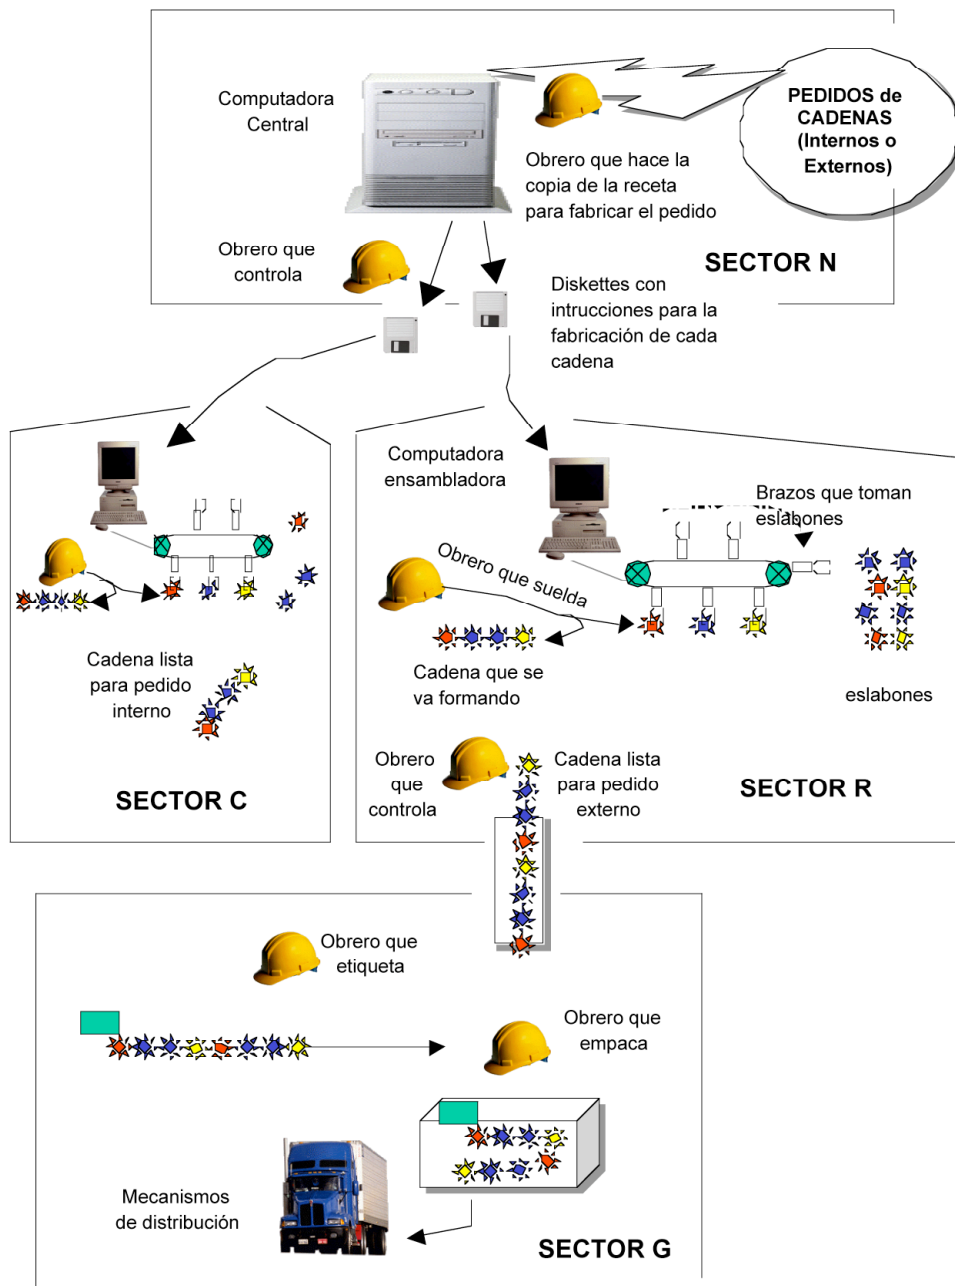 Computadora
Central
PEDIDOS de
CADENAS
(Internos o
Externos)
Obrero que hace la
copia de la receta
para fabricar el pedido
Obrero que
controla
SECTOR N
Diskettes con
intrucciones para la
fabricación de cada
cadena
Computadora
ensambladora
Brazos que toman
eslabones
Obrero que suelda
Cadena que se
va formando
eslabones
Cadena lista
para pedido
interno
SECTOR C
Obrero
que
controla
Cadena lista
para pedido
externo
SECTOR R
Obrero que
etiqueta
Obrero que
empaca
Mecanismos
de distribución
SECTOR G